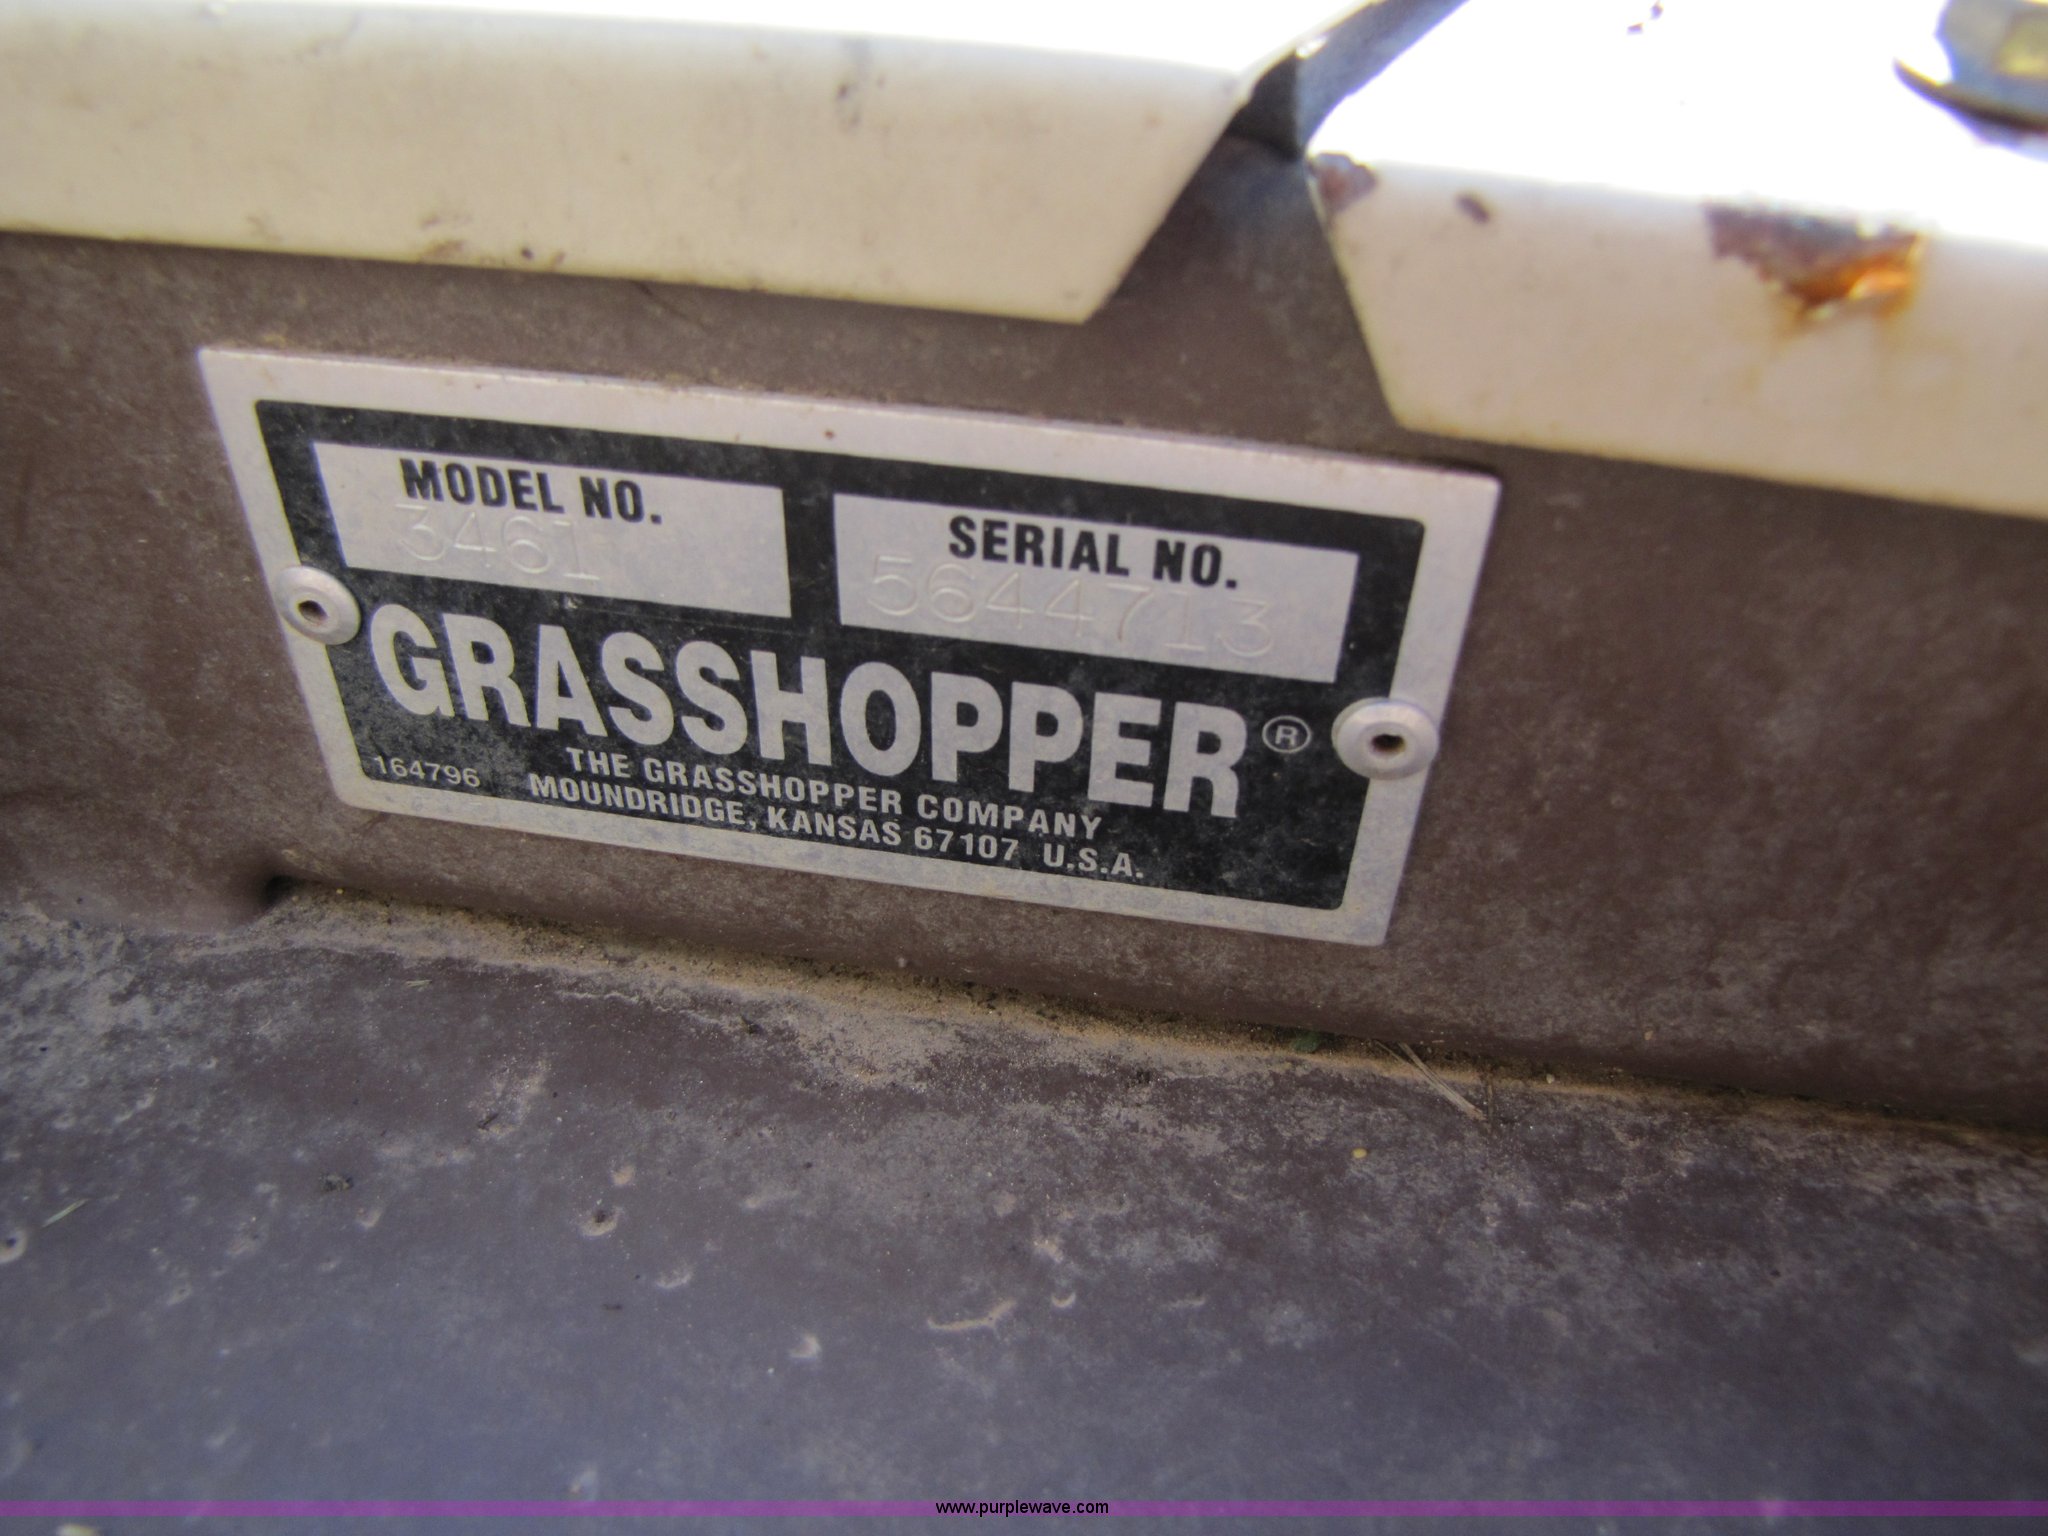 MODEL NO.
3461
SERIAL NO.
5644713
GRASSHOPPER®
THE GRASSHOPPER COMPANY
164796 MOUNDRIDGE, KANSAS 67107 U.S.A.
www.purplewave.com